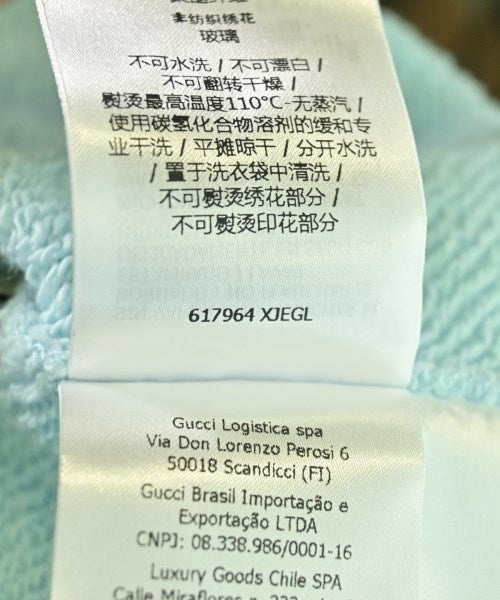 非纺织绣花
玻璃
不可水洗 / 不可漂白 /
不可翻转干燥 /
熨烫最高温度110°C-无蒸汽 /
使用碳氢化合物溶剂的缓和专
业干洗 / 平摊晾干 / 分开水洗
/ 置于洗衣袋中清洗 /
不可熨烫绣花部分 /
不可熨烫印花部分
617964 XJEGL
Gucci Logistica spa
Via Don Lorenzo Perosi 6
50018 Scandicci (FI)
Gucci Brasil Importação e
Exportação LTDA
CNPJ: 08.338.986/0001-16
Luxury Goods Chile SPA
Calle Miraflores